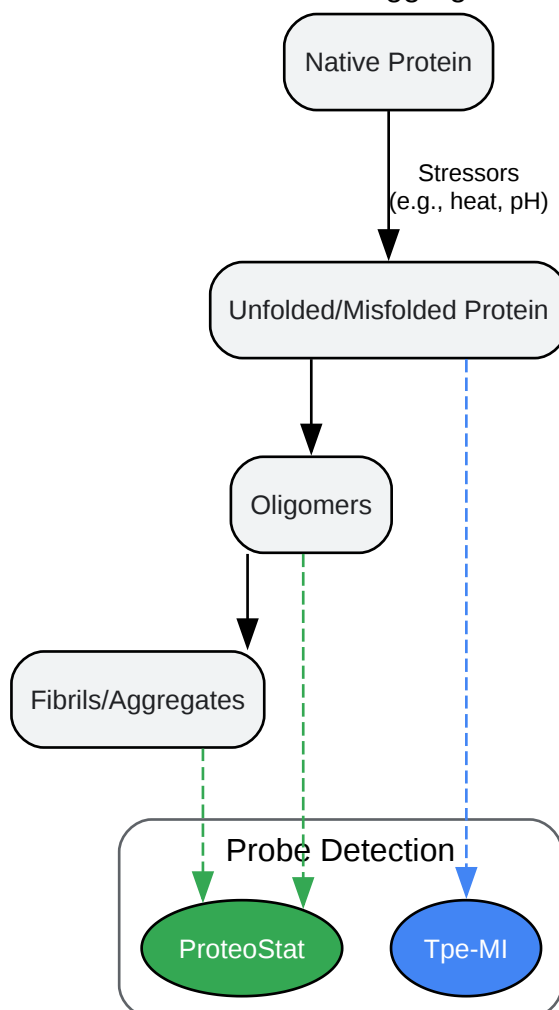 Native Protein
Stressors
(e.g., heat, pH)
Unfolded/Misfolded Protein
Oligomers
Fibrils/Aggregates
Probe Detection
ProteoStat
Tpe-MI